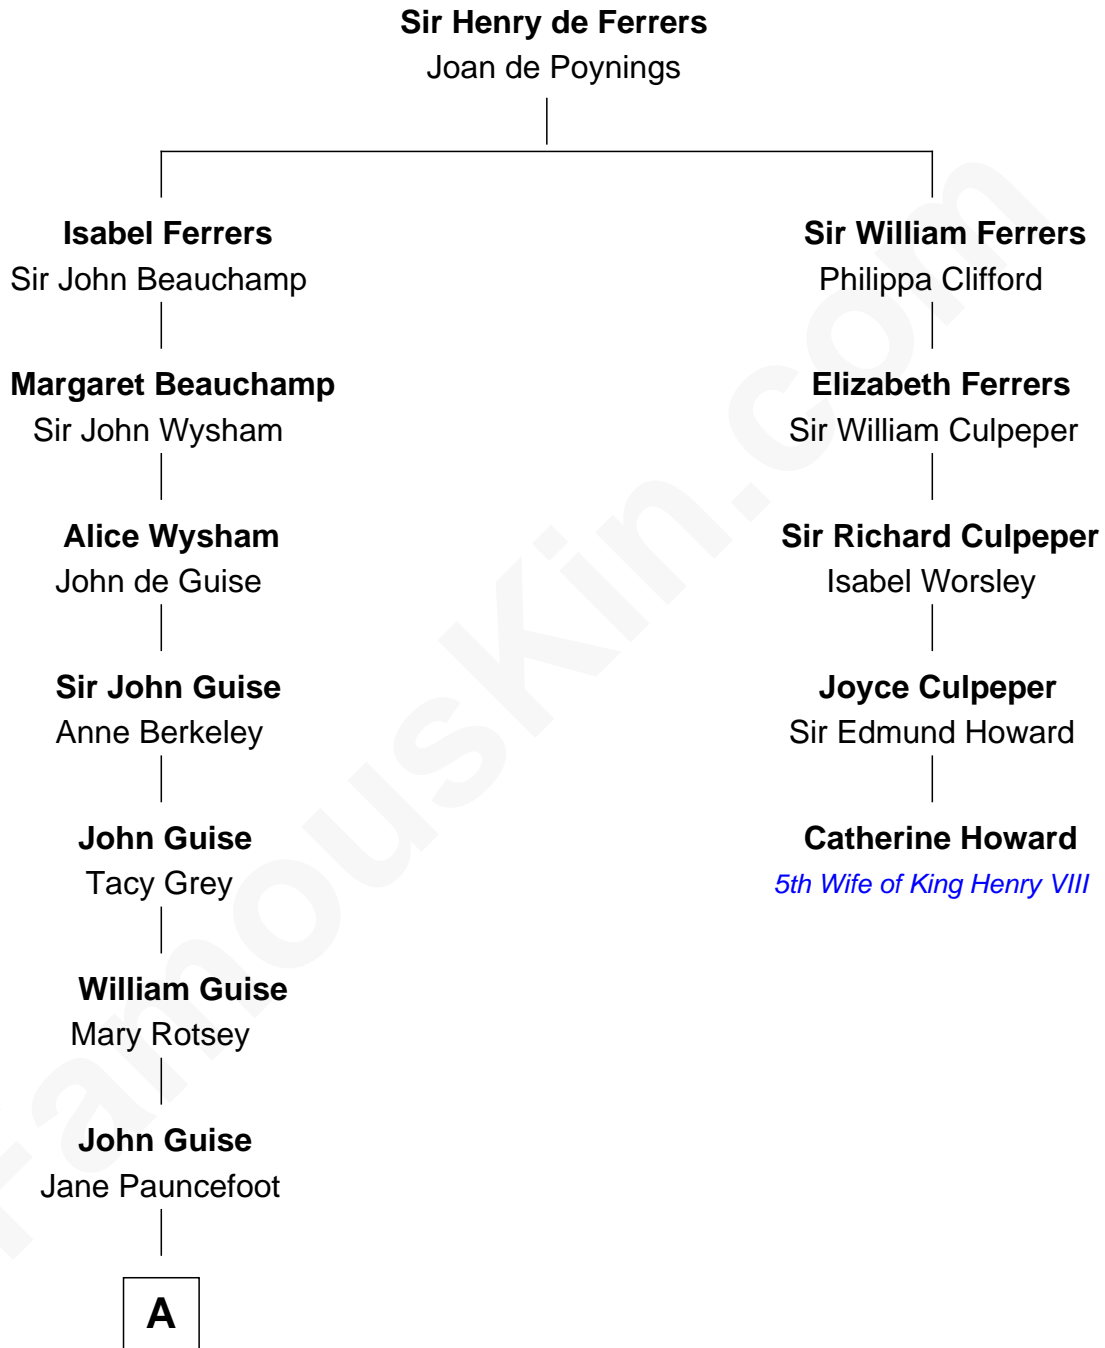 Sir Henry de Ferrers
Joan de Poynings
Isabel Ferrers
Sir John Beauchamp
Margaret Beauchamp
Sir John Wysham
Alice Wysham
John de Guise
Sir John Guise
Anne Berkeley
John Guise
Tacy Grey
William Guise
Mary Rotsey
John Guise
Jane Pauncefoot
A
Sir William Ferrers
Philippa Clifford
Elizabeth Ferrers
Sir William Culpeper
Sir Richard Culpeper
Isabel Worsley
Joyce Culpeper
Sir Edmund Howard
Catherine Howard
5th Wife of King Henry VIII
FamousKin.com